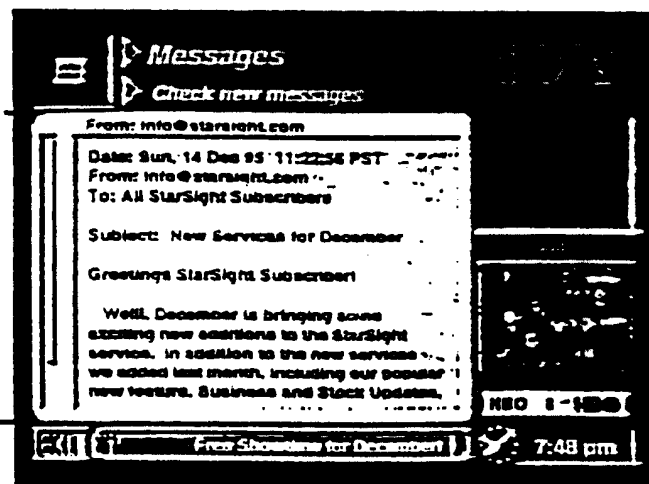 Messages
Check new messages
From: info@starsight.com
Date: Sun, 14 Dec 95 11:22:56 PST
From: info@starsight.com
To: All StarSight Subscribers
Subject: New Services for December
Greetings StarSight Subscriber!
Well, December is bringing some
exciting new additions to the StarSight
service. In addition to the new services
we added last month, including our popular
new feature, Business and Stock Updates,
Free Showtime for December!
7:48 pm